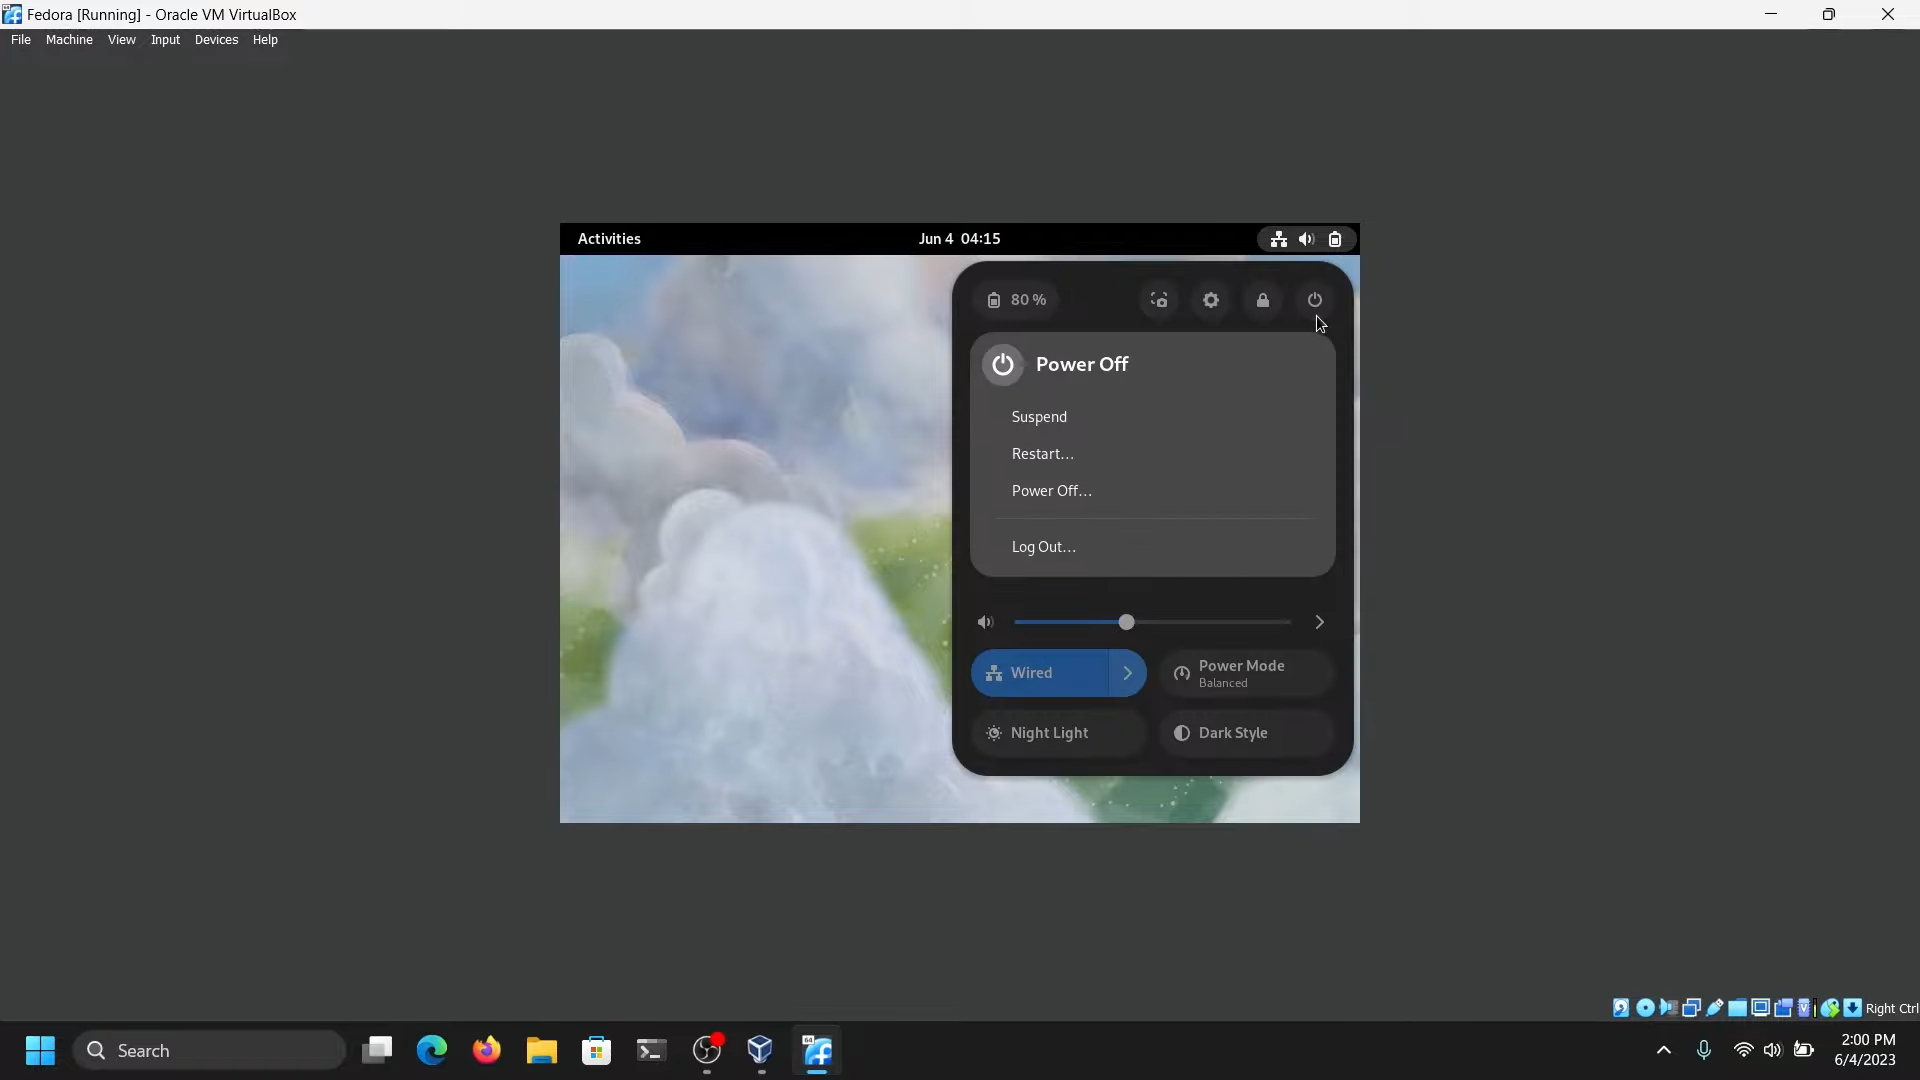 Fedora [Running] - Oracle VM VirtualBox
File Machine View Input Devices Help
Activities
Jun 4 04:15
80 %
Power Off
Suspend
Restart...
Power Off...
Log Out...
Wired
Power Mode
Balanced
Night Light
Dark Style
Right Ctrl
Search
64
2:00 PM
6/4/2023